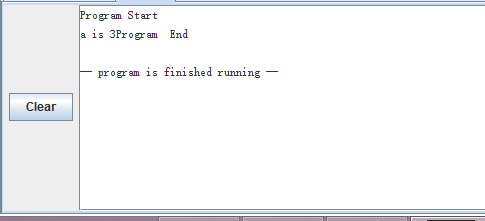 Program Start
a is 3Program  End
-- program is finished running --
Clear